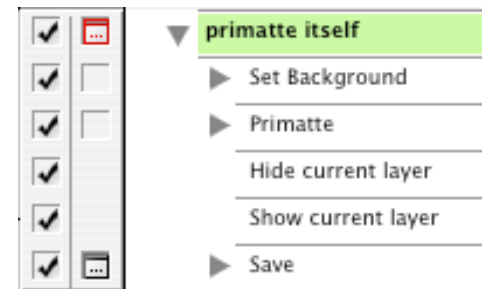 primatte itself
Set Background
Primatte
Hide current layer
Show current layer
Save